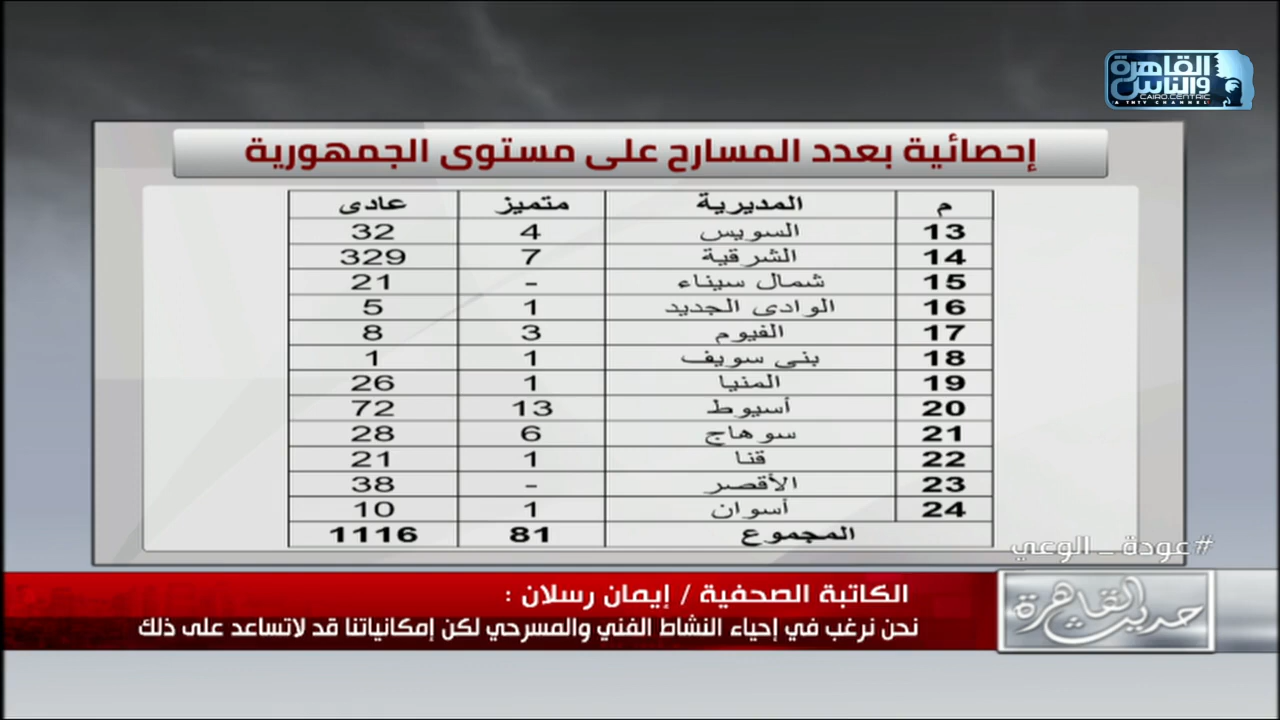 القاهرة
والناس
CAIRO.CENTRIC
A TNTV CHANNEL
إحصائية بعدد المسارح على مستوى الجمهورية
م المديرية متميز عادى
13 السويس 4 32
14 الشرقية 7 329
15 شمال سيناء - 21
16 الوادى الجديد 1 5
17 الفيوم 3 8
18 بنى سويف 1 1
19 المنيا 1 26
20 أسيوط 13 72
21 سوهاج 6 28
22 قنا 1 21
23 الأقصر - 38
24 أسوان 1 10
المجموع 81 1116
#عودة_الوعي
حديث القاهرة
الكاتبة الصحفية / إيمان رسلان :
نحن نرغب في إحياء النشاط الفني والمسرحي لكن إمكانياتنا قد لاتساعد على ذلك